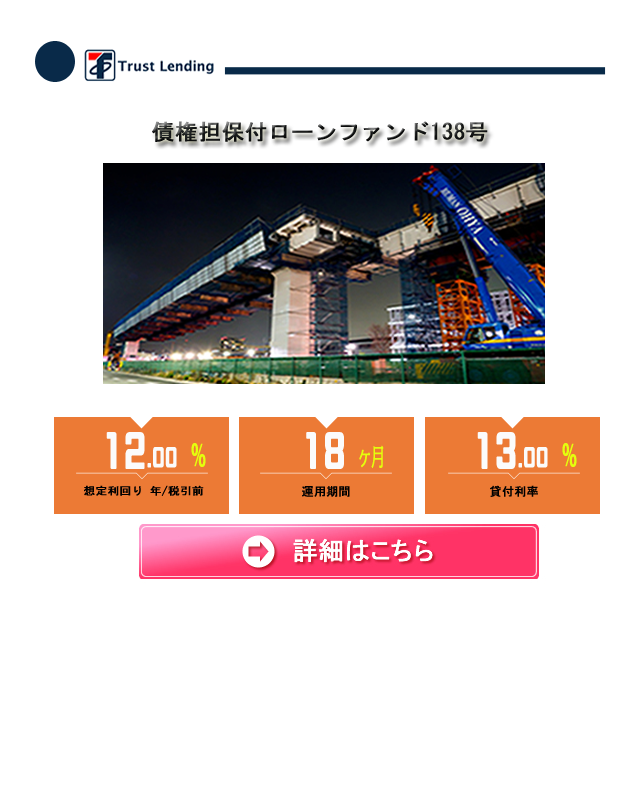 Trust Lending
債権担保付ローンファンド138号
OHYA
12.00 %
想定利回り 年/税引前
18 ヶ月
運用期間
13.00 %
貸付利率
詳細はこちら